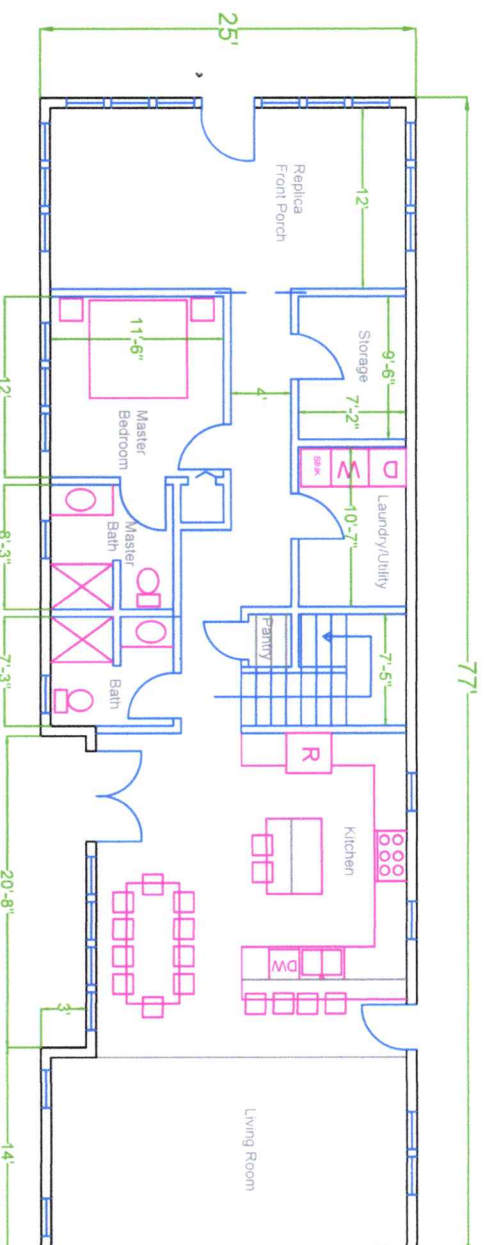 25'
77'
12'
Replica
Front Porch
9'-6"
Storage
7'-2"
4'
11'-6"
Master
Bedroom
12'
D
W
SINK
Laundry/Utility
10'-7"
Master
Bath
8'-3"
Pantry
7'-5"
Bath
7'-3"
R
Kitchen
DW
20'-8"
3'
Living Room
14'